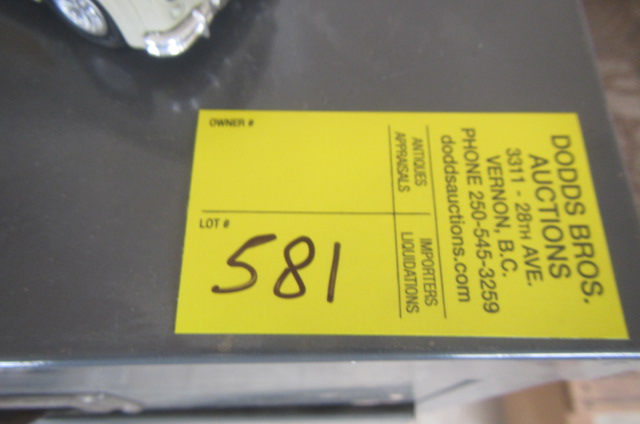 OWNER #
LOT #
581
DODDS BROS.
AUCTIONS
3311 - 28TH AVE.
VERNON, B.C.
PHONE 250-545-3259
doddsauctions.com
ANTIQUES IMPORTERS
APPRAISALS LIQUIDATIONS